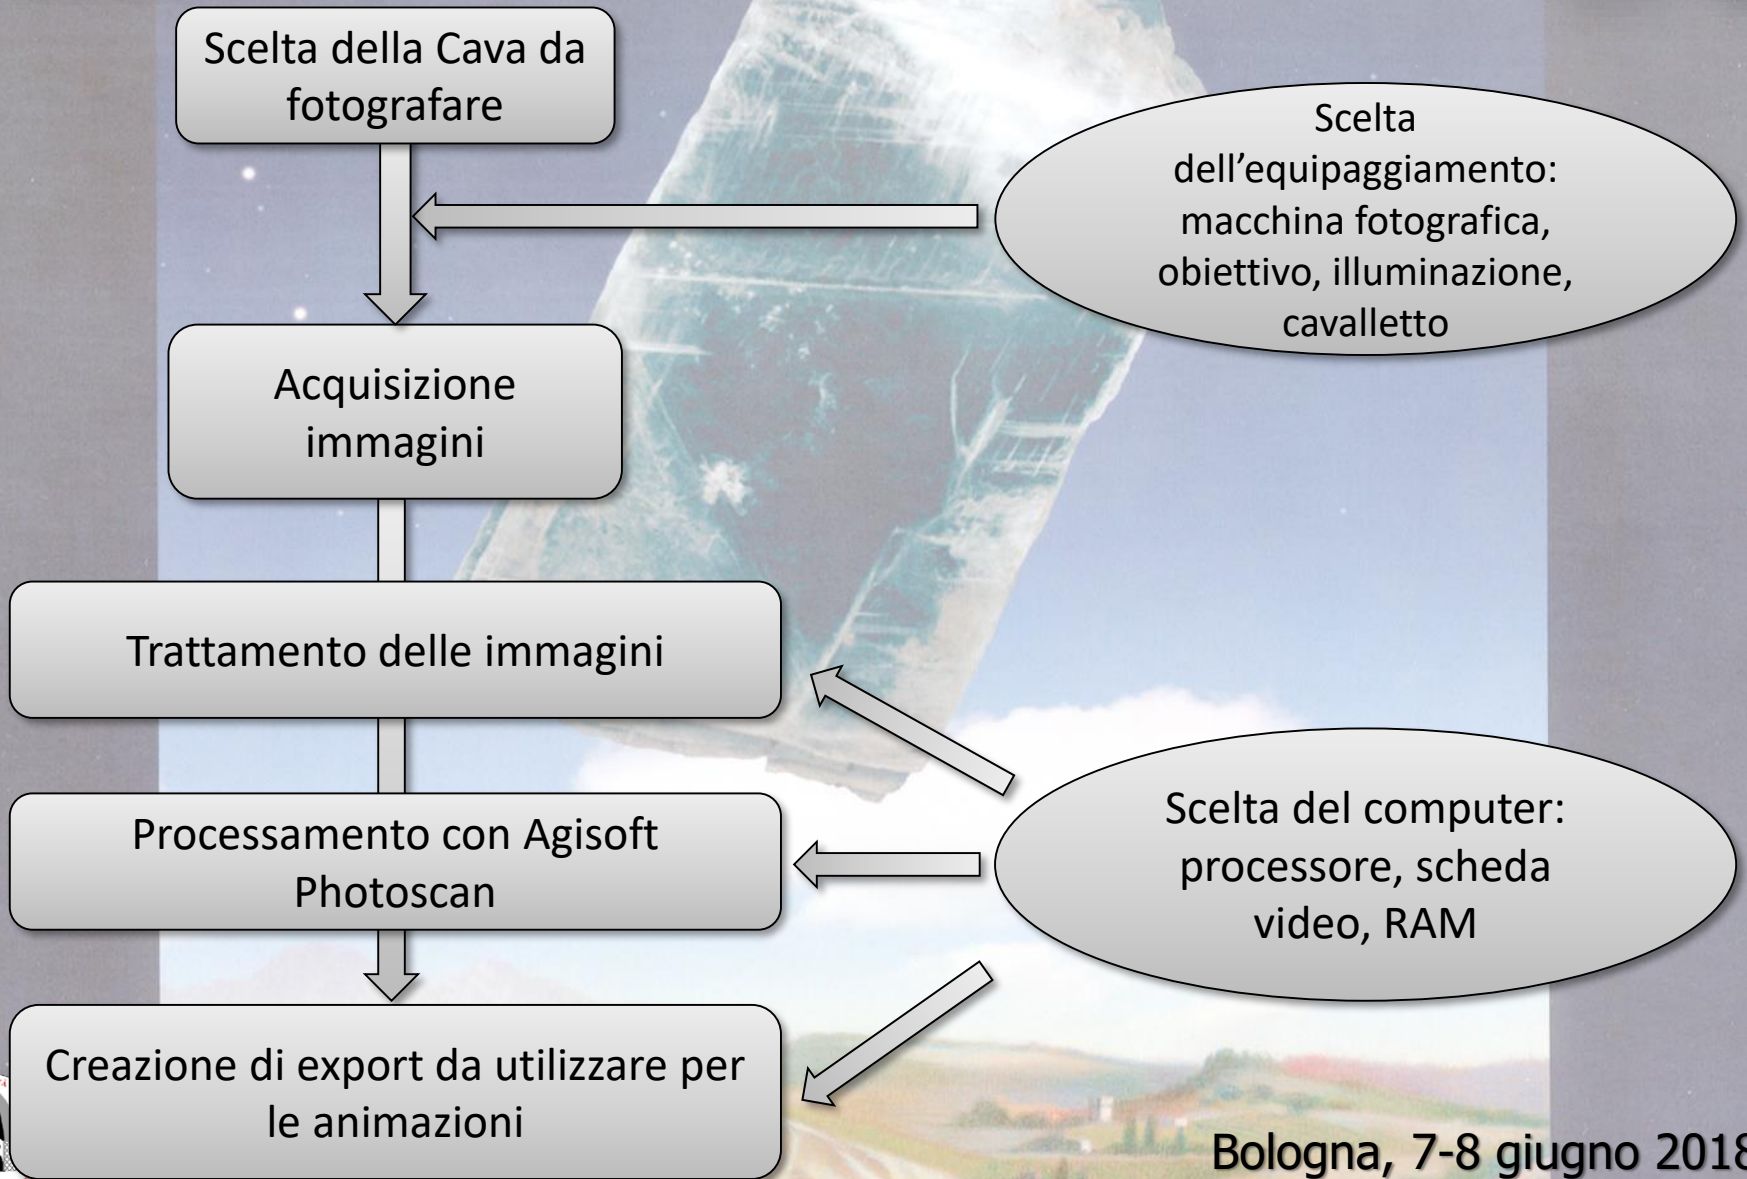 Scelta della Cava da
fotografare
Scelta
dell’equipaggiamento:
macchina fotografica,
obiettivo, illuminazione,
cavalletto
Acquisizione
immagini
Trattamento delle immagini
Processamento con Agisoft
Photoscan
Scelta del computer:
processore, scheda
video, RAM
Creazione di export da utilizzare per
le animazioni
Bologna, 7-8 giugno 2018